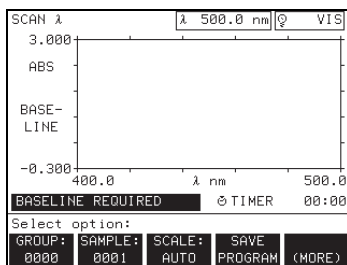 SCAN λ λ 500.0 nm VIS
3.000
ABS
BASE-
LINE
-0.300
400.0 λ nm 500.0
BASELINE REQUIRED TIMER 00:00
Select option:
GROUP: SAMPLE: SCALE: SAVE
0000 0001 AUTO PROGRAM (MORE)